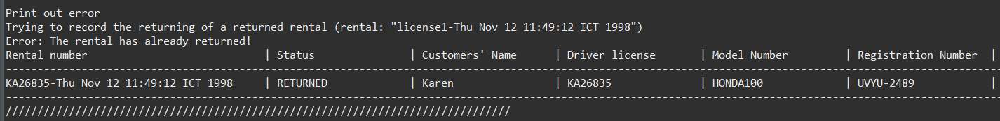 Print out error
Trying to record the returning of a returned rental (rental: "license1-Thu Nov 12 11:49:12 ICT 1998")
Error: The rental has already returned!
Rental number | Status | Customers' Name | Driver license | Model Number | Registration Number |
--------------------------------------------------------------------------------------------------------------------------------------------------------------
KA26835-Thu Nov 12 11:49:12 ICT 1998 | RETURNED | Karen | KA26835 | HONDA100 | UVYU-2489 |
--------------------------------------------------------------------------------------------------------------------------------------------------------------
////////////////////////////////////////////////////////////////////////////////